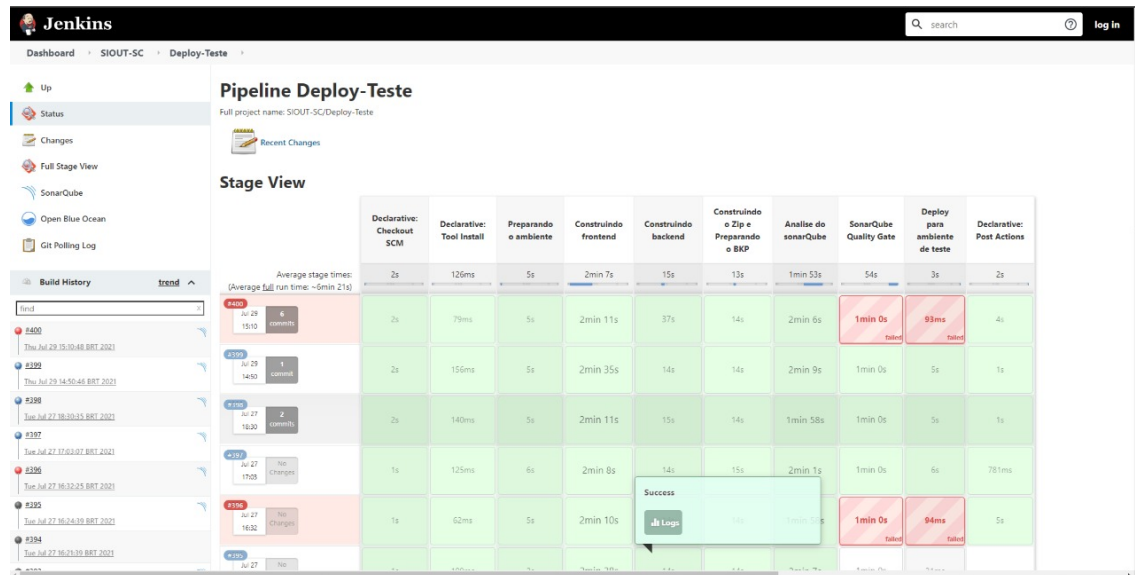 Jenkins
search
log in
Dashboard
SIOUT-SC
Deploy-Teste
Up
Status
Changes
Full Stage View
SonarQube
Open Blue Ocean
Git Polling Log
Build History
trend
find
x
#400
Thu Jul 29 15:10:48 BRT 2021
#399
Thu Jul 29 14:50:46 BRT 2021
#398
Tue Jul 27 18:30:35 BRT 2021
#397
Tue Jul 27 17:03:07 BRT 2021
#396
Tue Jul 27 16:32:25 BRT 2021
#395
Tue Jul 27 16:24:39 BRT 2021
#394
Tue Jul 27 16:21:39 BRT 2021
Pipeline Deploy-Teste
Full project name: SIOUT-SC/Deploy-Teste
Recent Changes
Stage View
Declarative:
Checkout
SCM
Declarative:
Tool Install
Preparando
o ambiente
Construindo
frontend
Construindo
backend
Construindo
o Zip e
Preparando
o BKP
Analise do
sonarQube
SonarQube
Quality Gate
Deploy
para
ambiente
de teste
Declarative:
Post Actions
Average stage times:
(Average full run time: ~6min 21s)
2s 126ms 5s 2min 7s 15s 13s 1min 53s 54s 3s 2s
#400
Jul 29
15:10
6
commits
2s 79ms 5s 2min 11s 37s 14s 2min 6s 1min 0s 93ms 4s
failed failed
#399
Jul 29
14:50
1
commit
2s 156ms 5s 2min 35s 14s 14s 2min 9s 1min 0s 5s 1s
#398
Jul 27
18:30
2
commits
2s 140ms 5s 2min 11s 15s 14s 1min 58s 1min 0s 5s 1s
#397
Jul 27
17:03
No
Changes
1s 125ms 6s 2min 8s 14s 15s 2min 1s 1min 0s 6s 781ms
Success
Logs
#396
Jul 27
16:32
No
Changes
1s 62ms 5s 2min 10s 1min 0s 94ms 5s
failed failed
#395
Jul 27
No